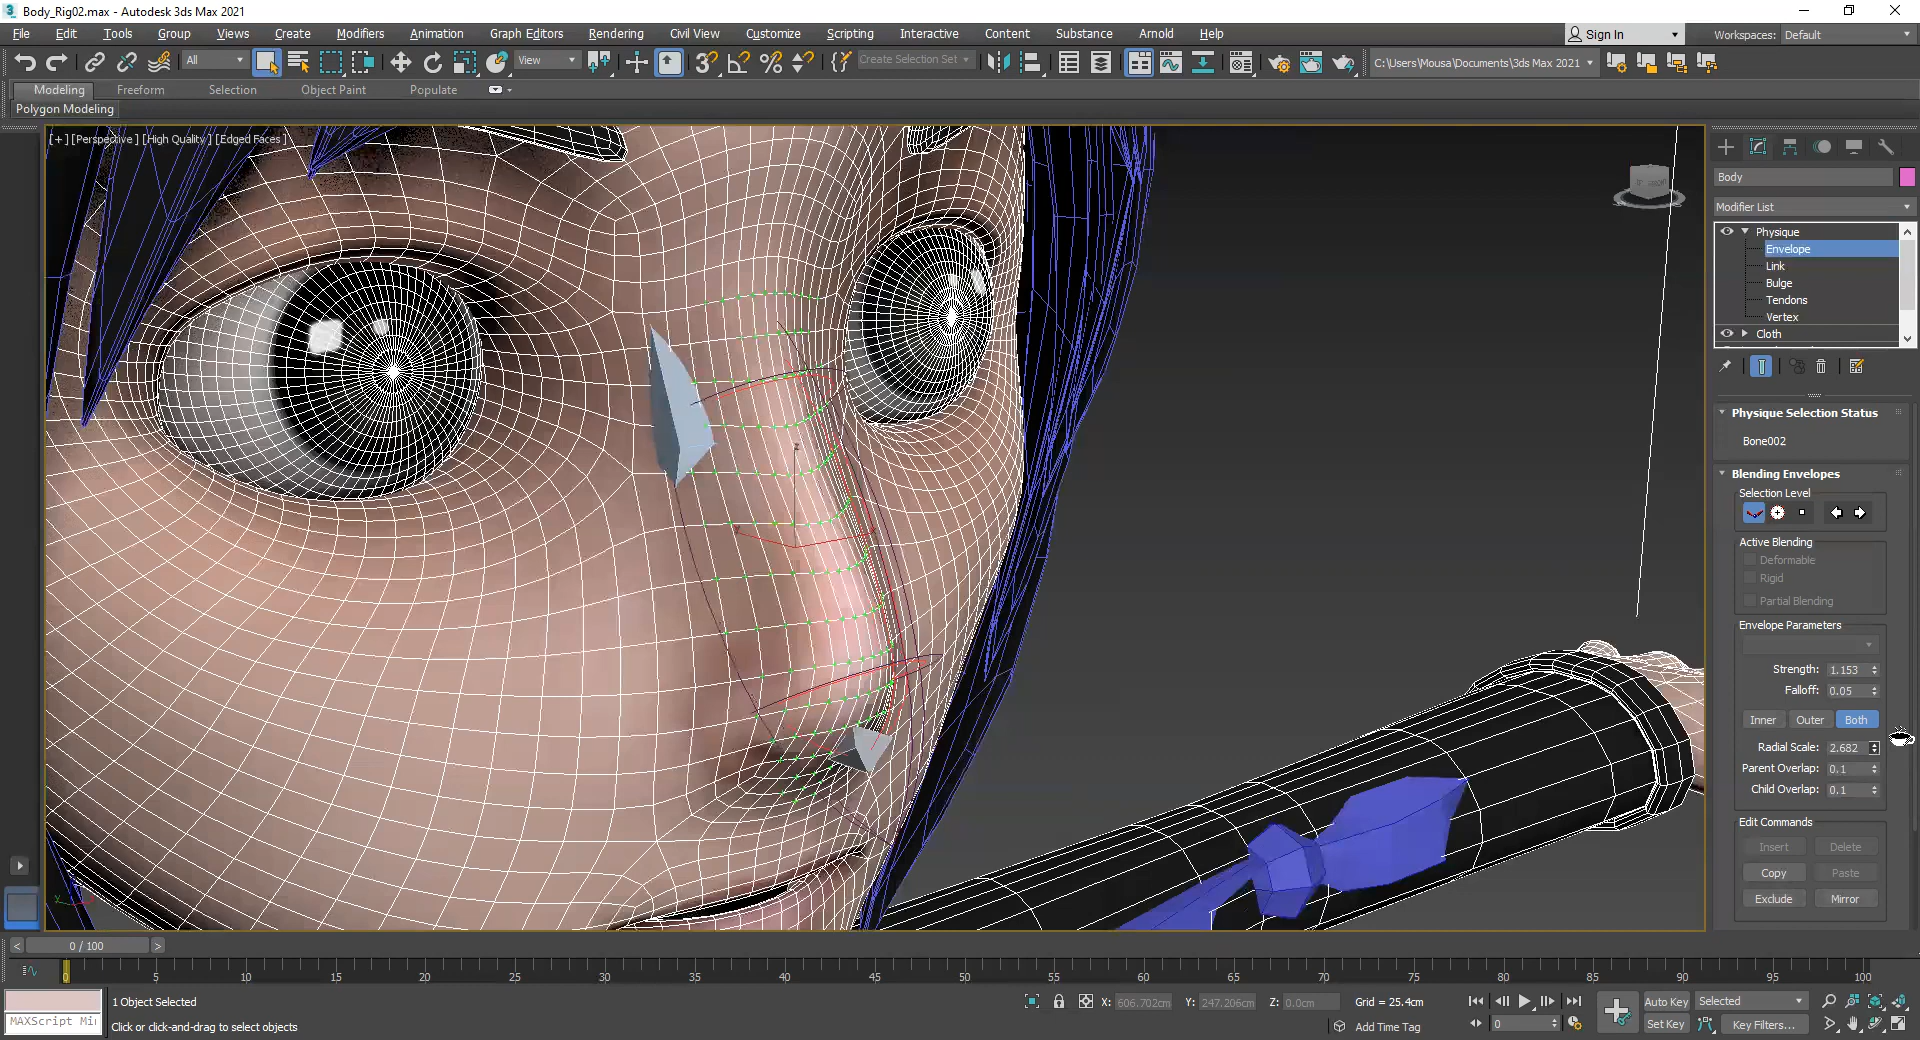 Body_Rig02.max - Autodesk 3ds Max 2021
File Edit Tools Group Views Create Modifiers Animation Graph Editors Rendering Civil View Customize Scripting Interactive Content Substance Arnold Help
Sign In
Workspaces: Default
All
View
Create Selection Set
C:\Users\Mousa\Documents\3ds Max 2021
Modeling Freeform Selection Object Paint Populate
Polygon Modeling
[+] [Perspective] [High Quality] [Edged Faces]
Body
Modifier List
Physique
Envelope
Link
Bulge
Tendons
Vertex
Cloth
Physique Selection Status
Bone002
Blending Envelopes
Selection Level
Active Blending
Deformable
Rigid
Partial Blending
Envelope Parameters
Strength: 1.153
Falloff: 0.05
Inner Outer Both
Radial Scale: 2.682
Parent Overlap: 0.1
Child Overlap: 0.1
Edit Commands
Insert Delete
Copy Paste
Exclude Mirror
0 / 100
0 5 10 15 20 25 30 35 40 45 50 55 60 65 70 75 80 85 90 95 100
1 Object Selected
X: 606.702cm Y: 247.206cm Z: 0.0cm Grid = 25.4cm
Auto Key Selected
MAXScript Mi
Click or click-and-drag to select objects
Add Time Tag
0
Set Key Key Filters...